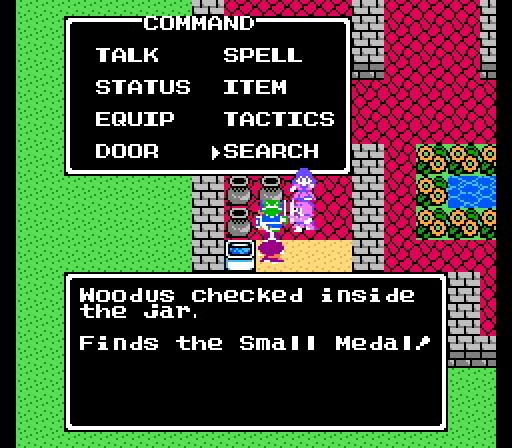 COMMAND
TALK SPELL
STATUS ITEM
EQUIP TACTICS
DOOR SEARCH
Woodus checked inside
the jar.
Finds the Small Medal!